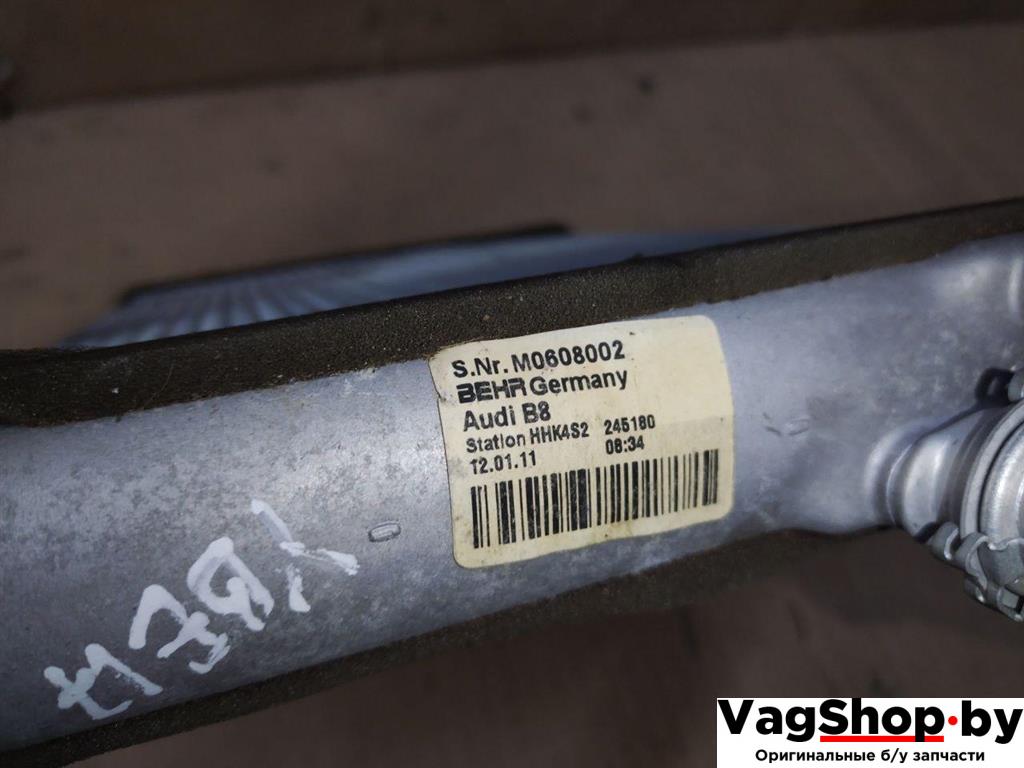 S.Nr. M0608002
BEHR Germany
Audi B8
Station HHK4S2 245180
12.01.11 08:34
VagShop.by
Оригинальные б/у запчасти